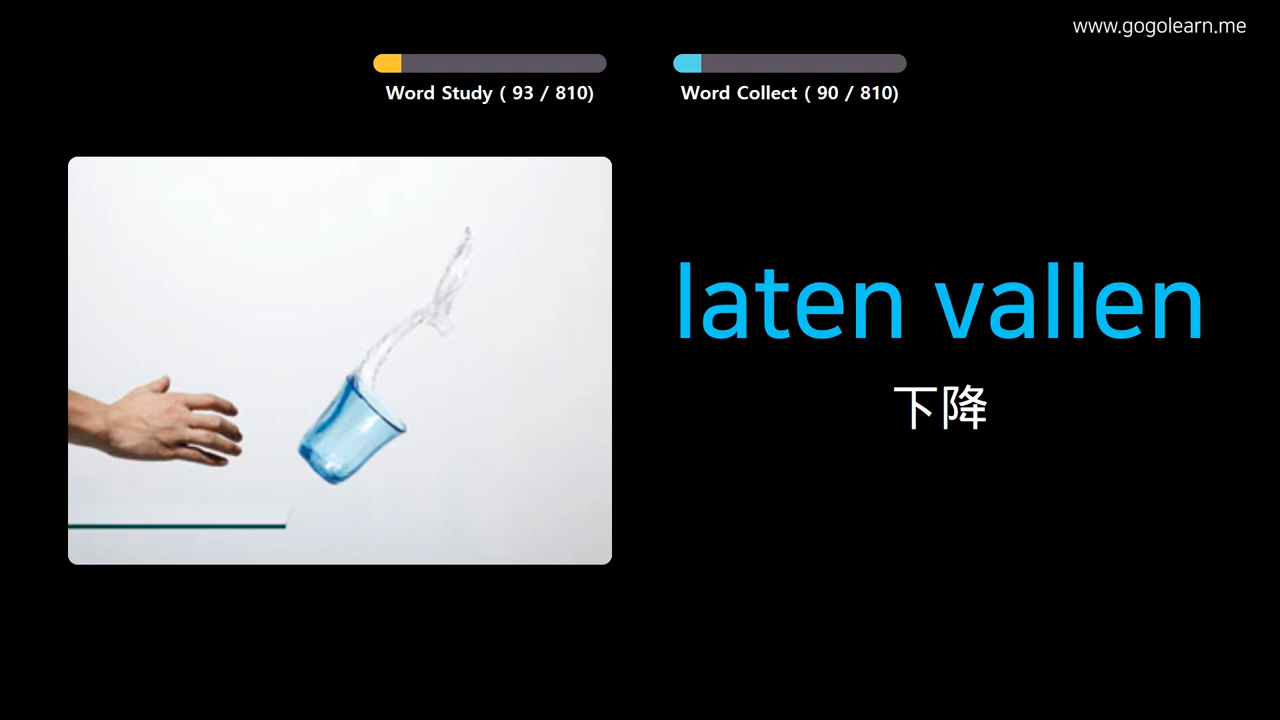 www.gogolearn.me
Word Study ( 93 / 810)
Word Collect ( 90 / 810)
laten vallen
下降